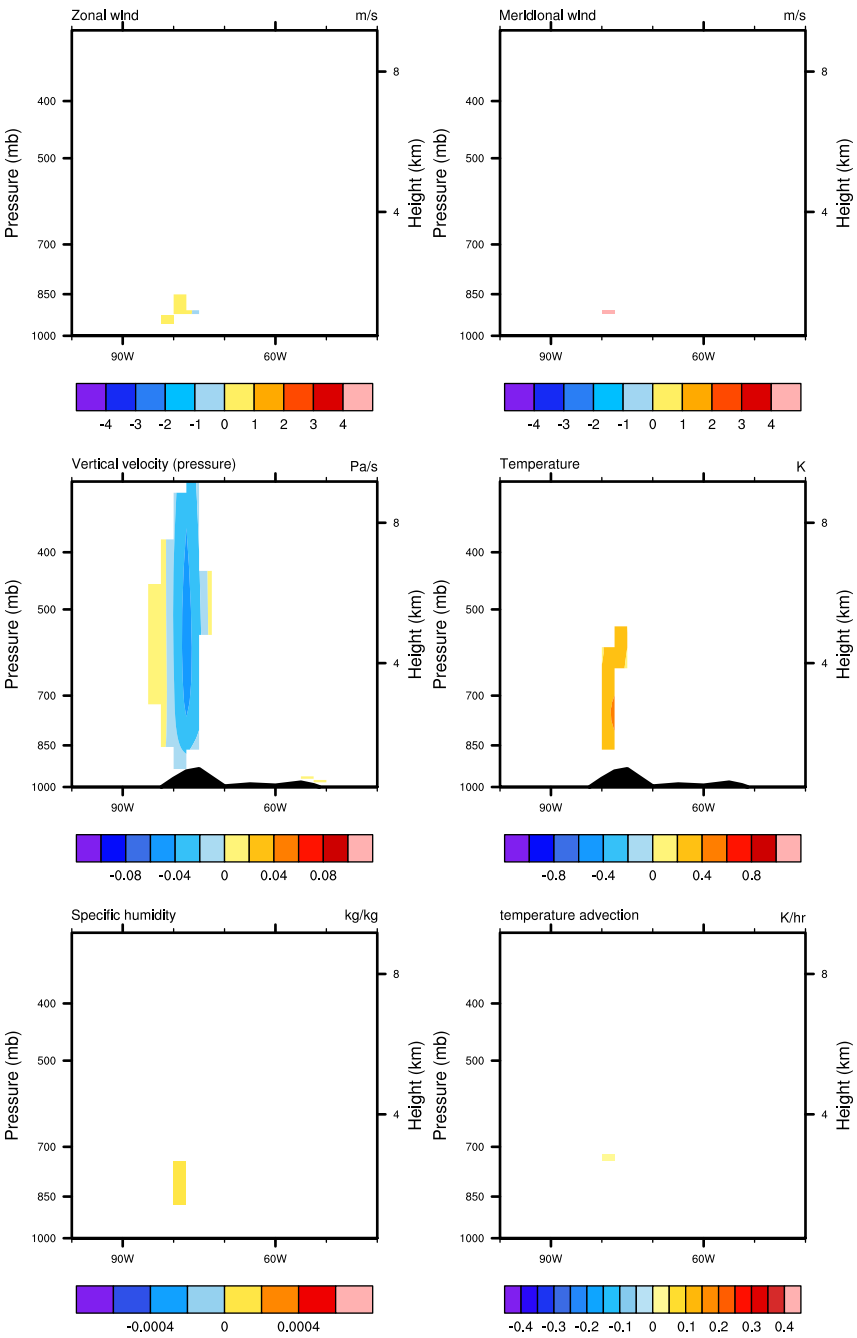 Zonal wind m/s
Pressure (mb)
Height (km)
400
500
700
850
1000
8
4
90W 60W
-4 -3 -2 -1 0 1 2 3 4
Meridional wind m/s
Pressure (mb)
Height (km)
400
500
700
850
1000
8
4
90W 60W
-4 -3 -2 -1 0 1 2 3 4
Vertical velocity (pressure) Pa/s
Pressure (mb)
Height (km)
400
500
700
850
1000
8
4
90W 60W
-0.08 -0.04 0 0.04 0.08
Temperature K
Pressure (mb)
Height (km)
400
500
700
850
1000
8
4
90W 60W
-0.8 -0.4 0 0.4 0.8
Specific humidity kg/kg
Pressure (mb)
Height (km)
400
500
700
850
1000
8
4
90W 60W
-0.0004 0 0.0004
temperature advection K/hr
Pressure (mb)
Height (km)
400
500
700
850
1000
8
4
90W 60W
-0.4 -0.3 -0.2 -0.1 0 0.1 0.2 0.3 0.4